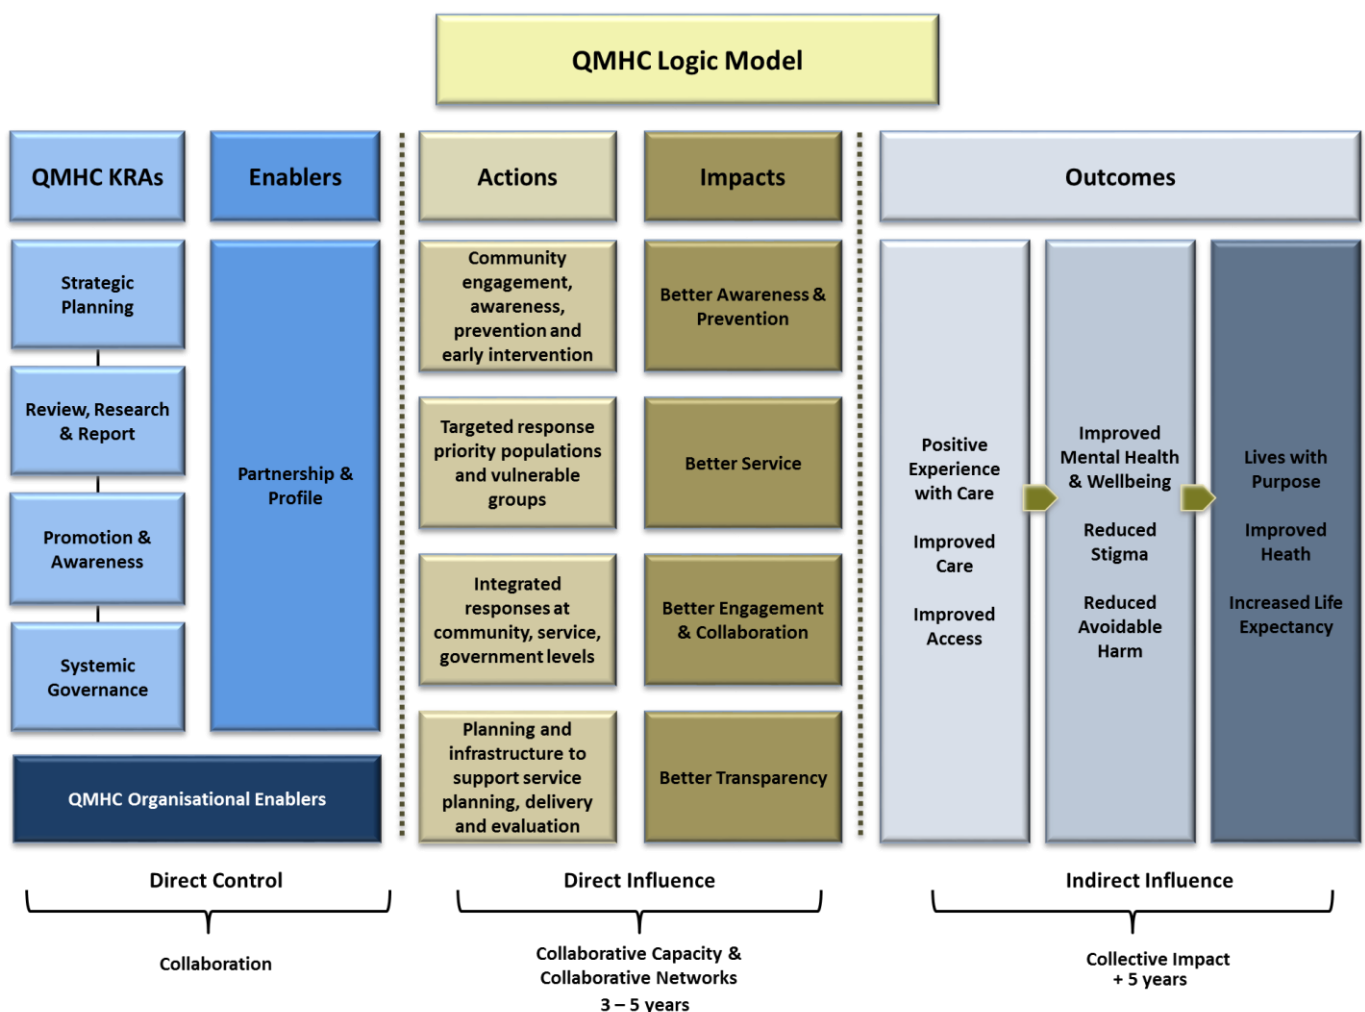 QMHC Logic Model
QMHC KRAs
Enablers
Actions
Impacts
Outcomes
Strategic
Planning
Review, Research
& Report
Promotion &
Awareness
Systemic
Governance
Partnership &
Profile
QMHC Organisational Enablers
Community
engagement,
awareness,
prevention and
early intervention
Targeted response
priority populations
and vulnerable
groups
Integrated
responses at
community, service,
government levels
Planning and
infrastructure to
support service
planning, delivery
and evaluation
Better Awareness &
Prevention
Better Service
Better Engagement
& Collaboration
Better Transparency
Positive
Experience
with Care
Improved
Care
Improved
Access
Improved
Mental Health
& Wellbeing
Reduced
Stigma
Reduced
Avoidable
Harm
Lives with
Purpose
Improved
Heath
Increased Life
Expectancy
Direct Control
Collaboration
Direct Influence
Collaborative Capacity &
Collaborative Networks
3 – 5 years
Indirect Influence
Collective Impact
+ 5 years